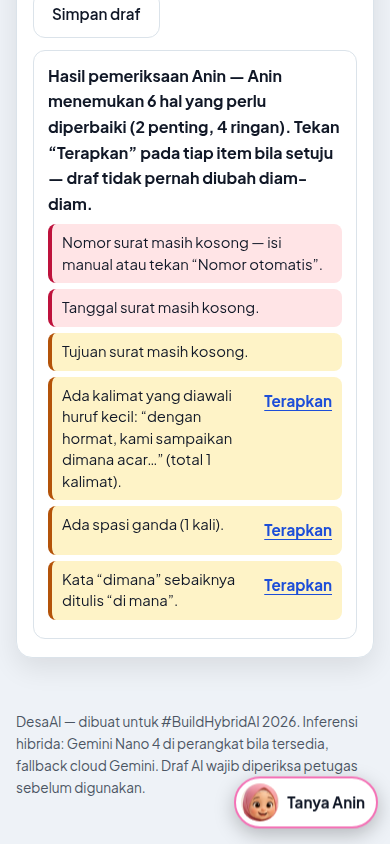 Simpan draf
Hasil pemeriksaan Anin — Anin
menemukan 6 hal yang perlu
diperbaiki (2 penting, 4 ringan). Tekan
“Terapkan” pada tiap item bila setuju
— draf tidak pernah diubah diam-
diam.
Nomor surat masih kosong — isi
manual atau tekan “Nomor otomatis”.
Tanggal surat masih kosong.
Tujuan surat masih kosong.
Ada kalimat yang diawali
huruf kecil: “dengan
hormat, kami sampaikan
dimana acar…” (total 1
kalimat).
Terapkan
Ada spasi ganda (1 kali).
Terapkan
Kata “dimana” sebaiknya
ditulis “di mana”.
Terapkan
DesaAI — dibuat untuk #BuildHybridAI 2026. Inferensi
hibrida: Gemini Nano 4 di perangkat bila tersedia,
fallback cloud Gemini. Draf AI wajib diperiksa petugas
sebelum digunakan.
Tanya Anin